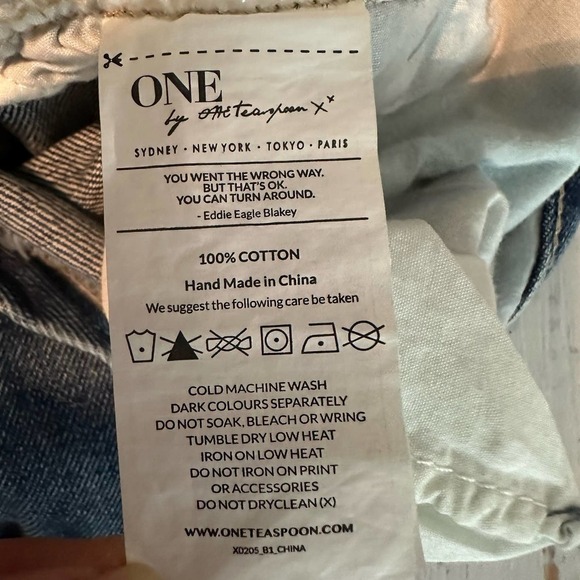 ONE
by one teaspoon x x
SYDNEY · NEW YORK · TOKYO · PARIS
YOU WENT THE WRONG WAY.
BUT THAT'S OK.
YOU CAN TURN AROUND.
- Eddie Eagle Blakey
100% COTTON
Hand Made in China
We suggest the following care be taken
COLD MACHINE WASH
DARK COLOURS SEPARATELY
DO NOT SOAK, BLEACH OR WRING
TUMBLE DRY LOW HEAT
IRON ON LOW HEAT
DO NOT IRON ON PRINT
OR ACCESSORIES
DO NOT DRYCLEAN (X)
WWW.ONETEASPOON.COM
XD205_B1_CHINA